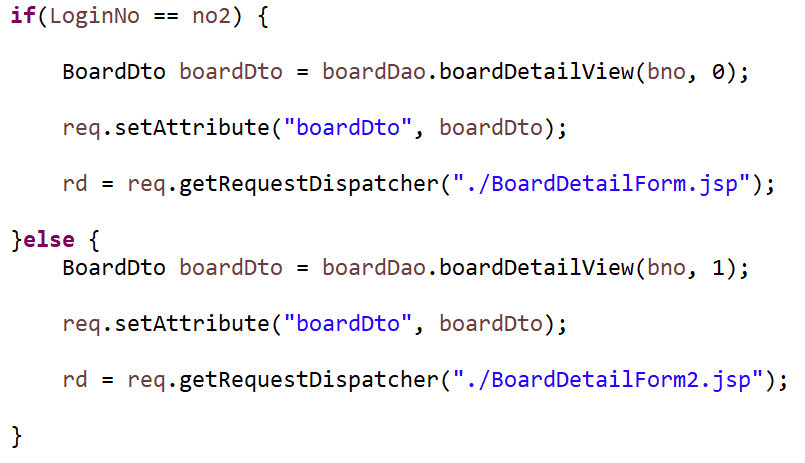 if(LoginNo == no2) {
BoardDto boardDto = boardDao.boardDetailView(bno, 0);
req.setAttribute("boardDto", boardDto);
rd = req.getRequestDispatcher("./BoardDetailForm.jsp");
}else {
BoardDto boardDto = boardDao.boardDetailView(bno, 1);
req.setAttribute("boardDto", boardDto);
rd = req.getRequestDispatcher("./BoardDetailForm2.jsp");
}